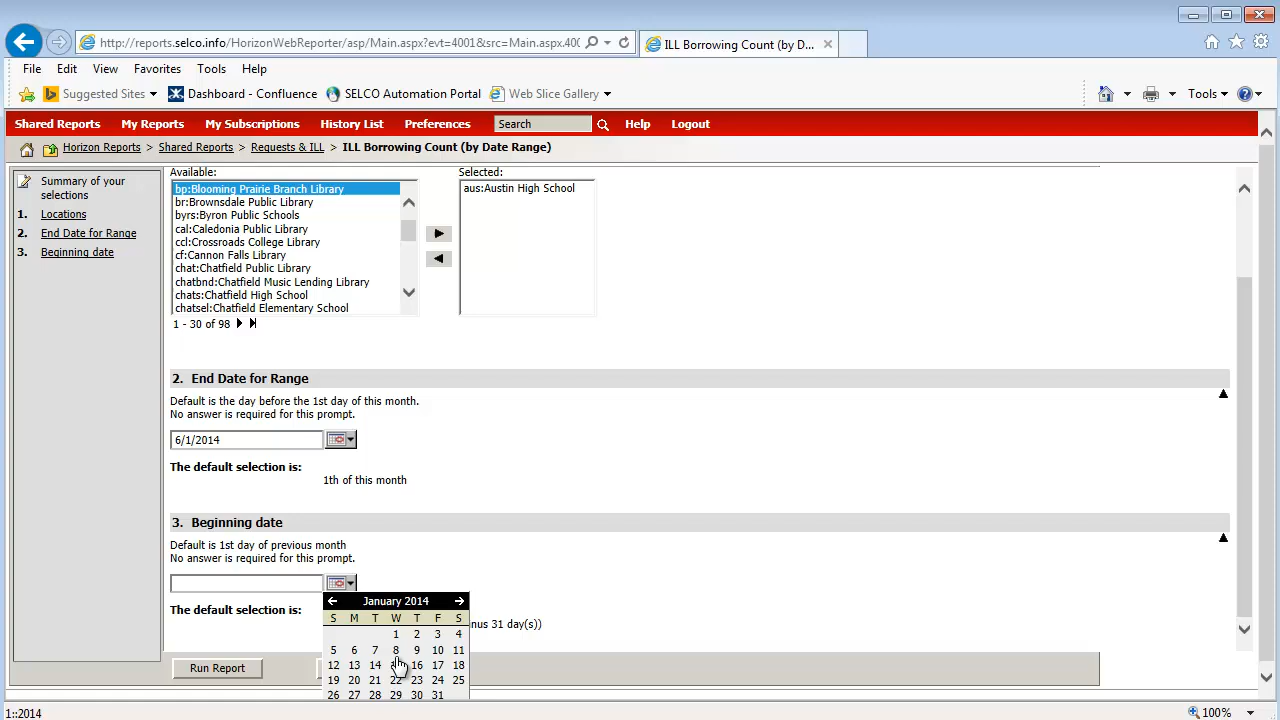 http://reports.selco.info/HorizonWebReporter/asp/Main.aspx?evt=4001&src=Main.aspx.400
ILL Borrowing Count (by D...
File Edit View Favorites Tools Help
Suggested Sites Dashboard - Confluence SELCO Automation Portal Web Slice Gallery Tools
Shared Reports My Reports My Subscriptions History List Preferences Search Help Logout
Horizon Reports > Shared Reports > Requests & ILL > ILL Borrowing Count (by Date Range)
Summary of your
selections
1. Locations
2. End Date for Range
3. Beginning date
Available:
bp:Blooming Prairie Branch Library
br:Brownsdale Public Library
byrs:Byron Public Schools
cal:Caledonia Public Library
ccl:Crossroads College Library
cf:Cannon Falls Library
chat:Chatfield Public Library
chatbnd:Chatfield Music Lending Library
chats:Chatfield High School
chatsel:Chatfield Elementary School
1 - 30 of 98
Selected:
aus:Austin High School
2. End Date for Range
Default is the day before the 1st day of this month.
No answer is required for this prompt.
6/1/2014
The default selection is:
1th of this month
3. Beginning date
Default is 1st day of previous month
No answer is required for this prompt.
The default selection is:
nus 31 day(s))
January 2014
S M T W T F S
1 2 3 4
5 6 7 8 9 10 11
12 13 14 16 17 18
19 20 21 22 23 24 25
26 27 28 29 30 31
Run Report
1::2014
100%